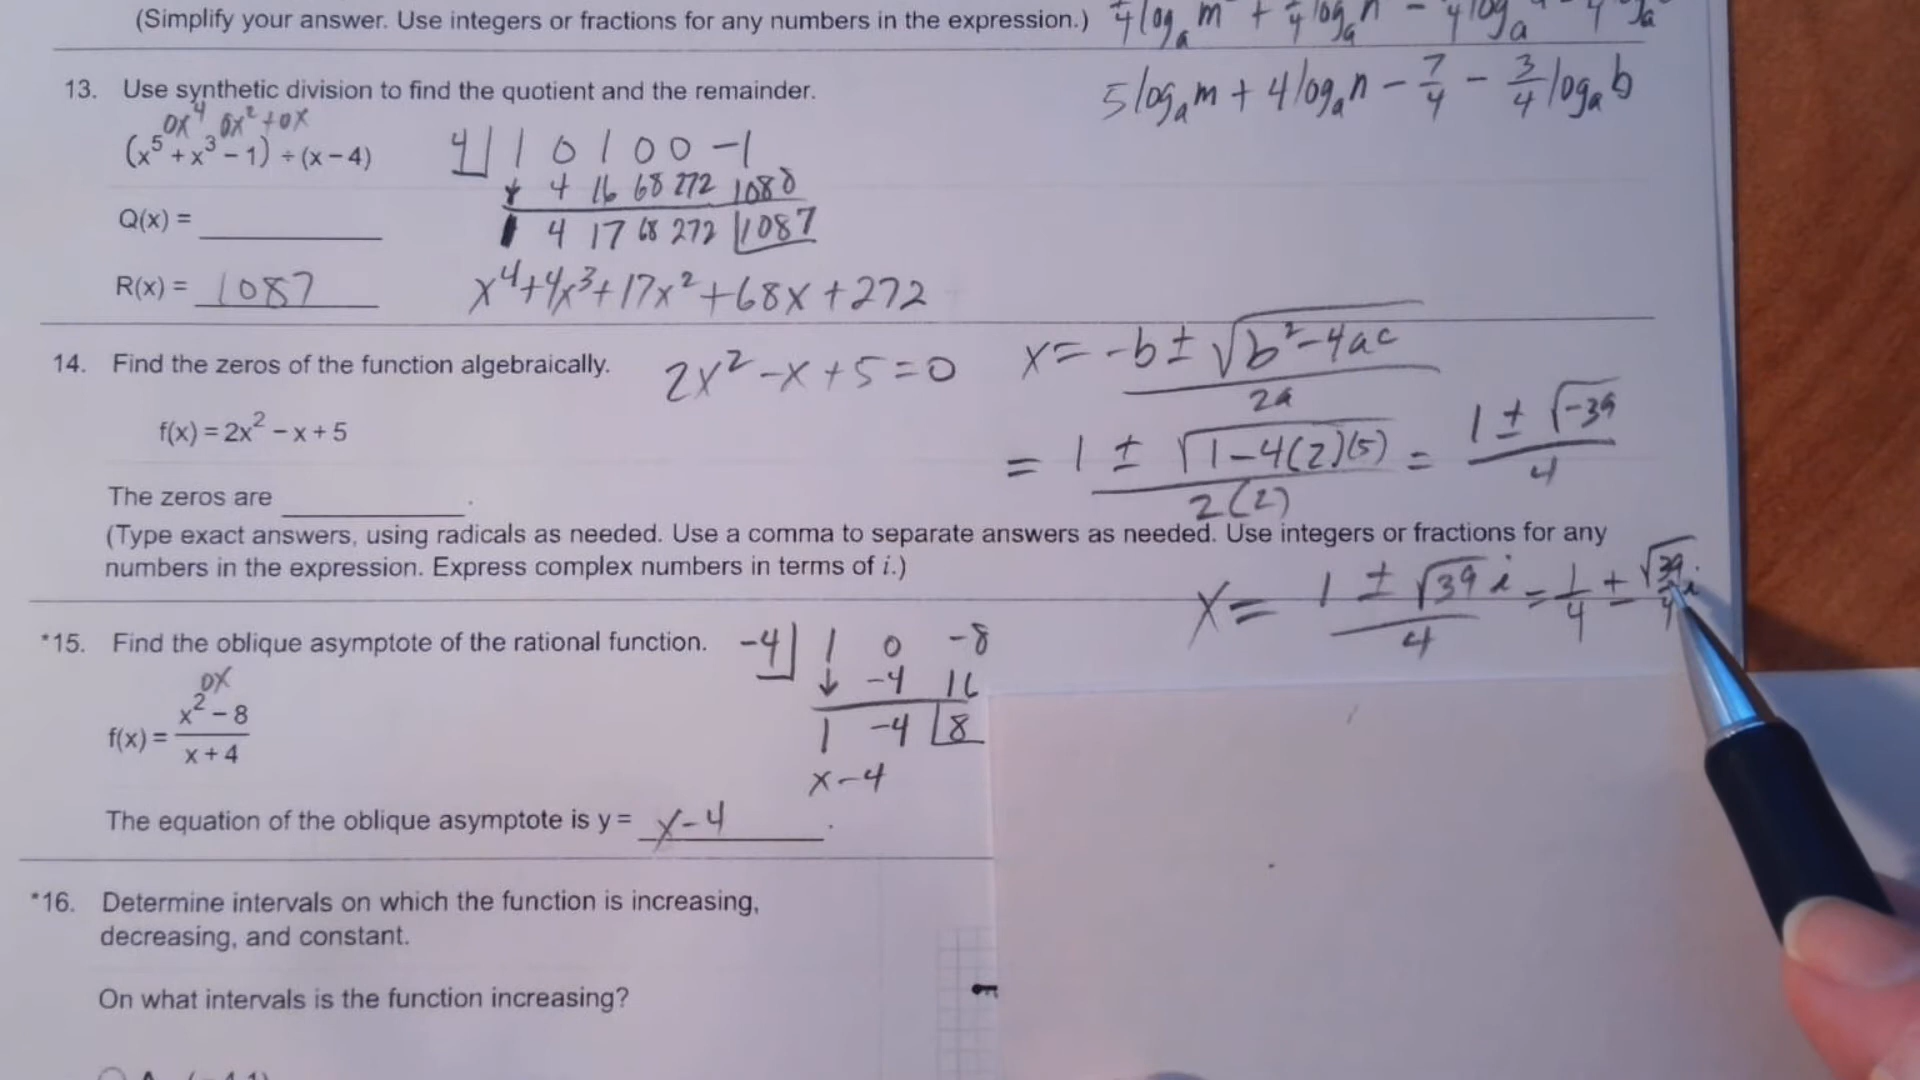 (Simplify your answer. Use integers or fractions for any numbers in the expression.)
5 logₐm + 4 logₐn − 7/4 − 3/4 logₐb
13. Use synthetic division to find the quotient and the remainder.
0x⁴ 0x² + 0x
(x⁵ + x³ − 1) ÷ (x − 4)
4 | 1 0 1 0 0 −1
4 16 68 272 1088
1 4 17 68 272 | 1087
Q(x) =
R(x) = 1087
x⁴ + 4x³ + 17x² + 68x + 272
14. Find the zeros of the function algebraically.
2x² − x + 5 = 0
x = (−b ± √(b² − 4ac)) / 2a
f(x) = 2x² − x + 5
= (1 ± √(1 − 4(2)(5))) / 2(2) = (1 ± √−39) / 4
The zeros are ______.
(Type exact answers, using radicals as needed. Use a comma to separate answers as needed. Use integers or fractions for any
numbers in the expression. Express complex numbers in terms of i.)
x = (1 ± √39 i) / 4 = 1/4 ± √39/4 i
*15. Find the oblique asymptote of the rational function.
−4 | 1 0 −8
↓ −4 16
1 −4 | 8
x − 4
0x
f(x) = (x² − 8) / (x + 4)
The equation of the oblique asymptote is y = x − 4.
*16. Determine intervals on which the function is increasing,
decreasing, and constant.
On what intervals is the function increasing?